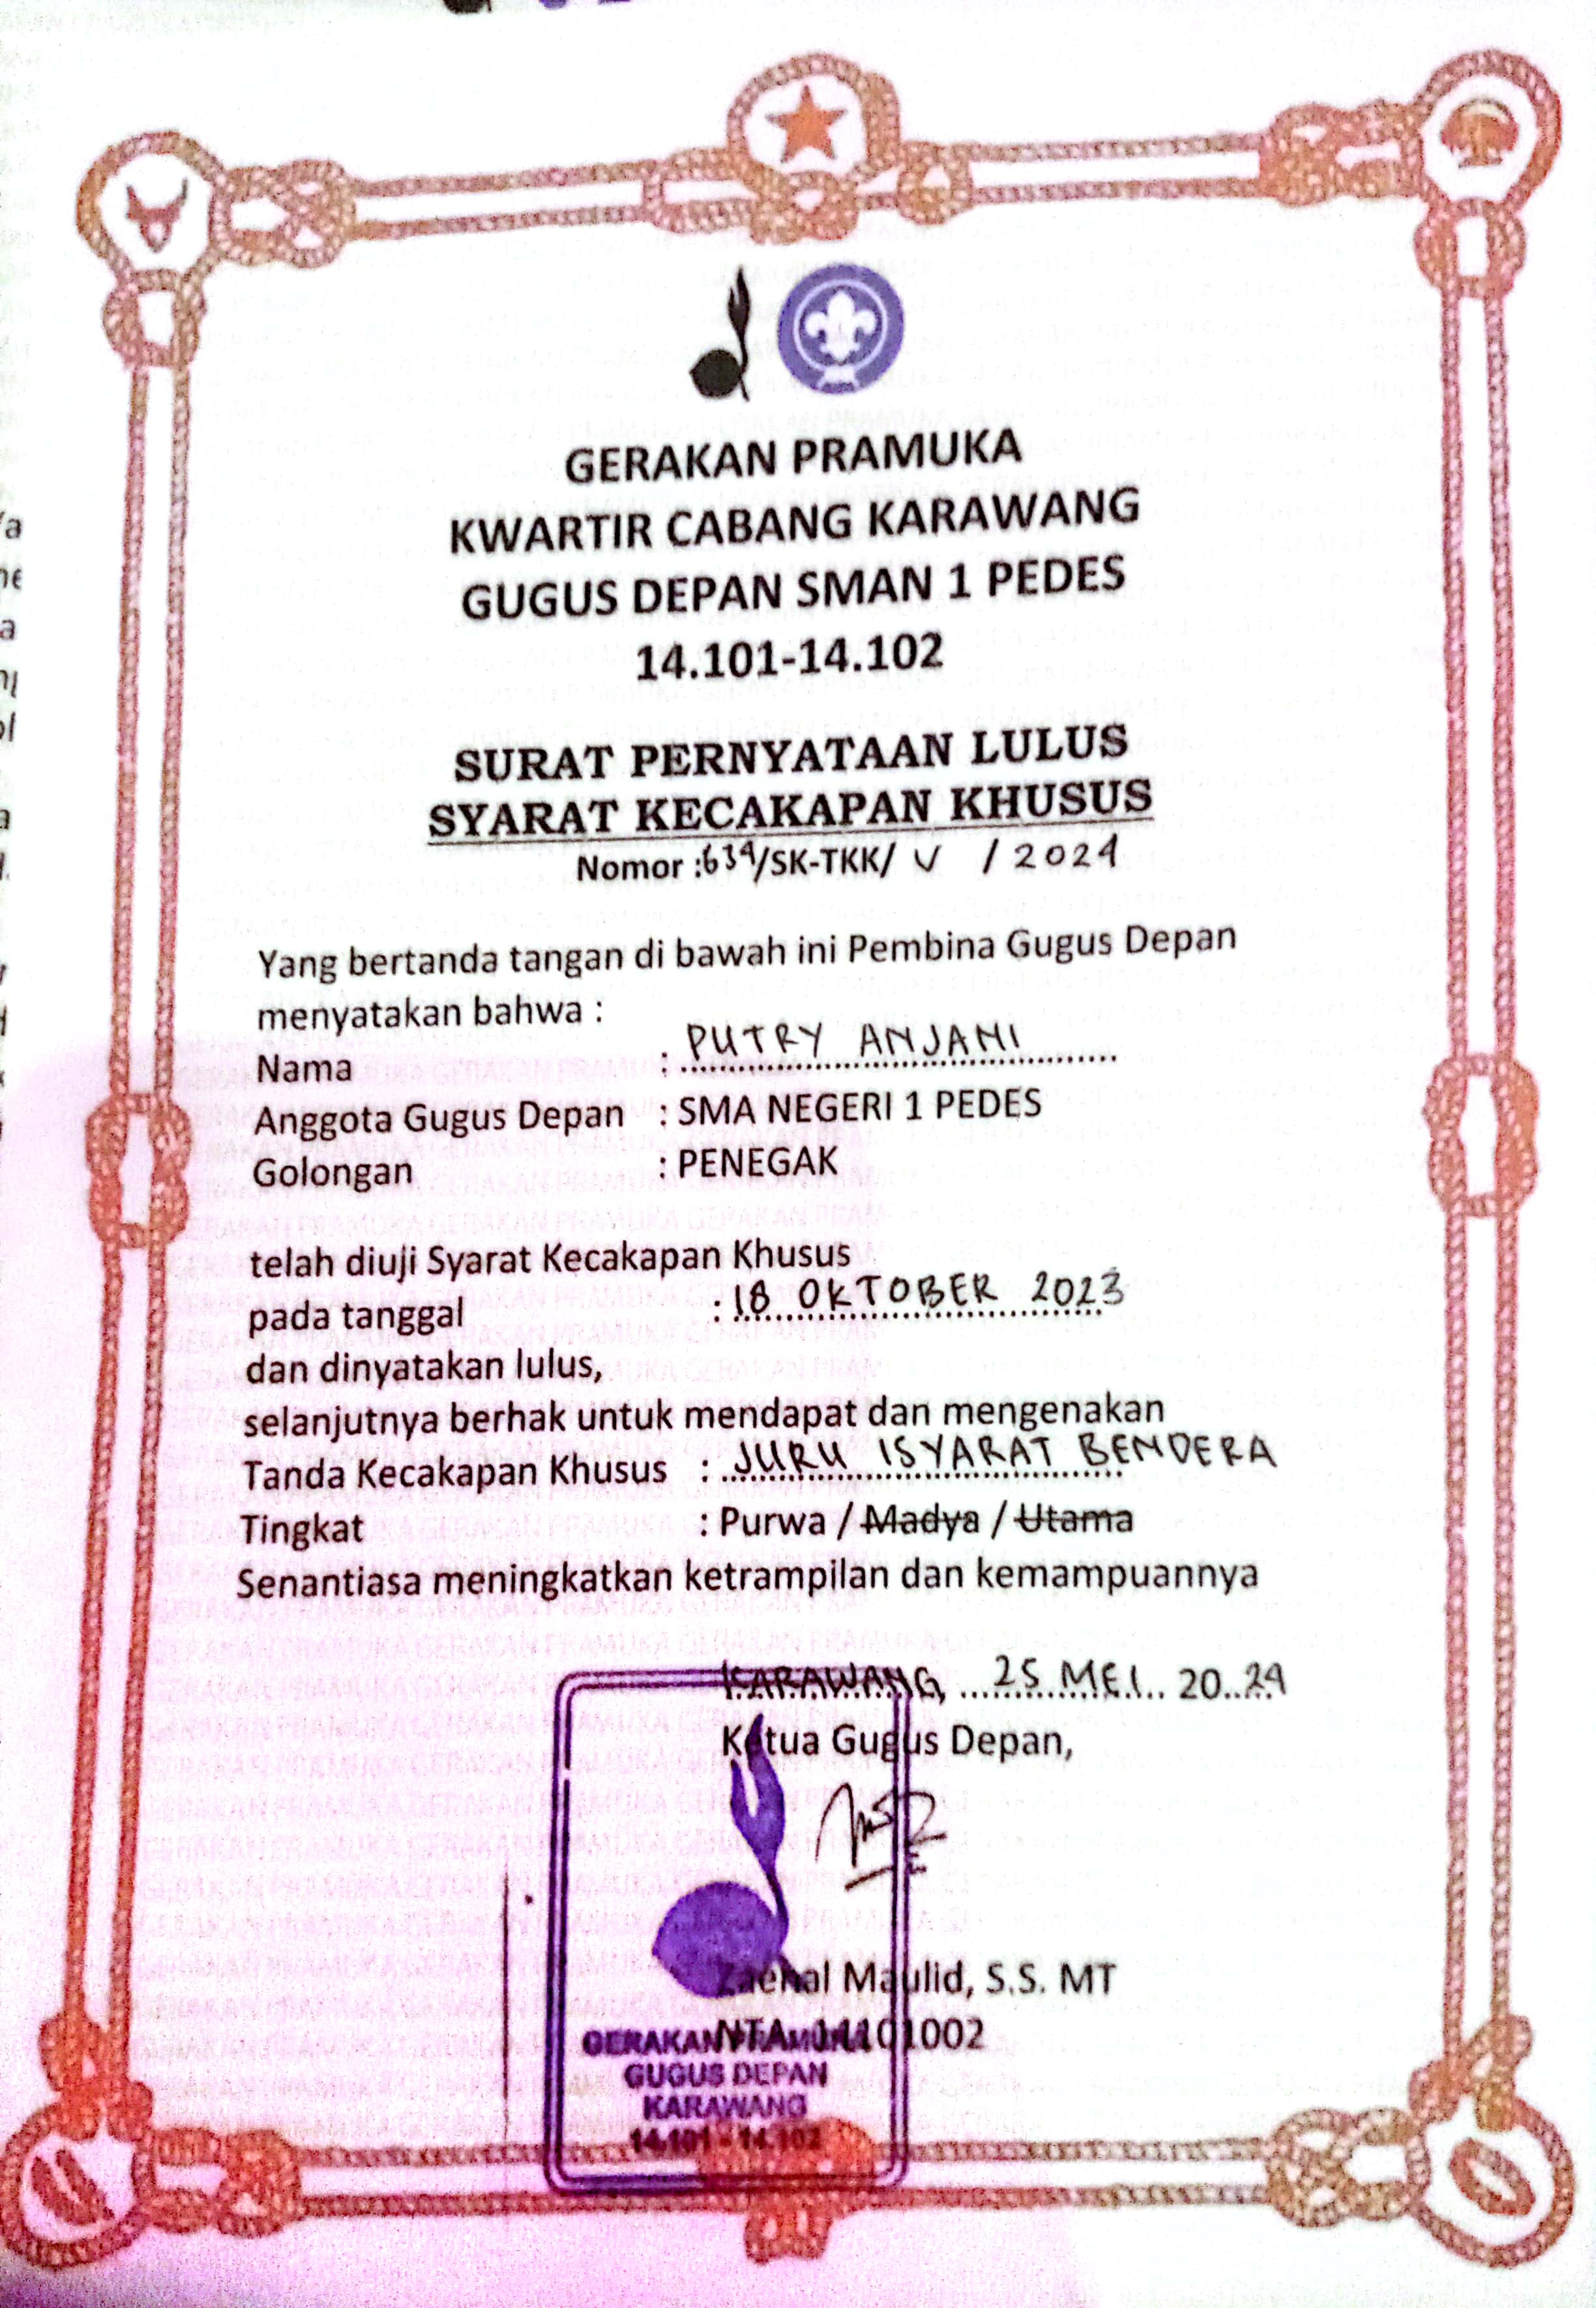 GERAKAN PRAMUKA
KWARTIR CABANG KARAWANG
GUGUS DEPAN SMAN 1 PEDES
14.101-14.102
SURAT PERNYATAAN LULUS
SYARAT KECAKAPAN KHUSUS
Nomor :634/SK-TKK/ V / 2024
Yang bertanda tangan di bawah ini Pembina Gugus Depan
menyatakan bahwa :
Nama : PUTRY ANJANI
Anggota Gugus Depan : SMA NEGERI 1 PEDES
Golongan : PENEGAK
telah diuji Syarat Kecakapan Khusus
pada tanggal : 18 OKTOBER 2023
dan dinyatakan lulus,
selanjutnya berhak untuk mendapat dan mengenakan
Tanda Kecakapan Khusus : JURU ISYARAT BENDERA
Tingkat : Purwa / Madya / Utama
Senantiasa meningkatkan ketrampilan dan kemampuannya
KARAWANG, 25 MEI 2024
Ketua Gugus Depan,
Zaenal Maulid, S.S. MT
NTA. 14101002
GERAKAN PRAMUKA
GUGUS DEPAN
KARAWANG
14.101 - 14.102